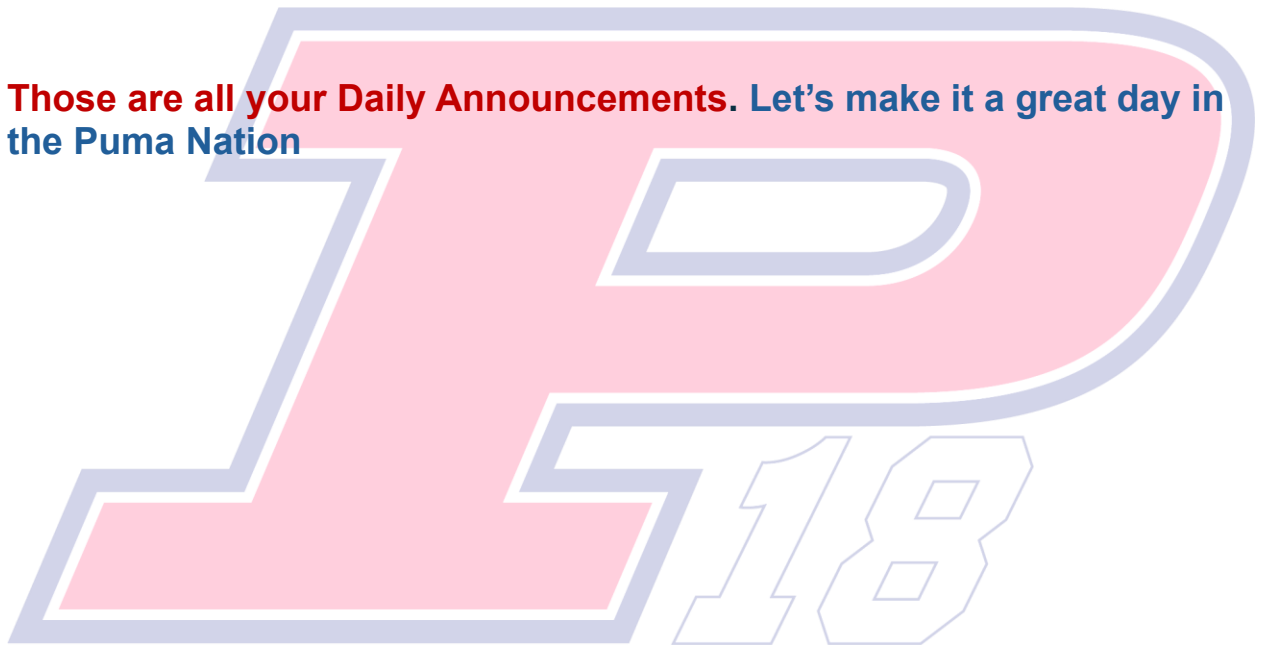 Those are all your Daily Announcements. Let’s make it a great day in
the Puma Nation
P
18